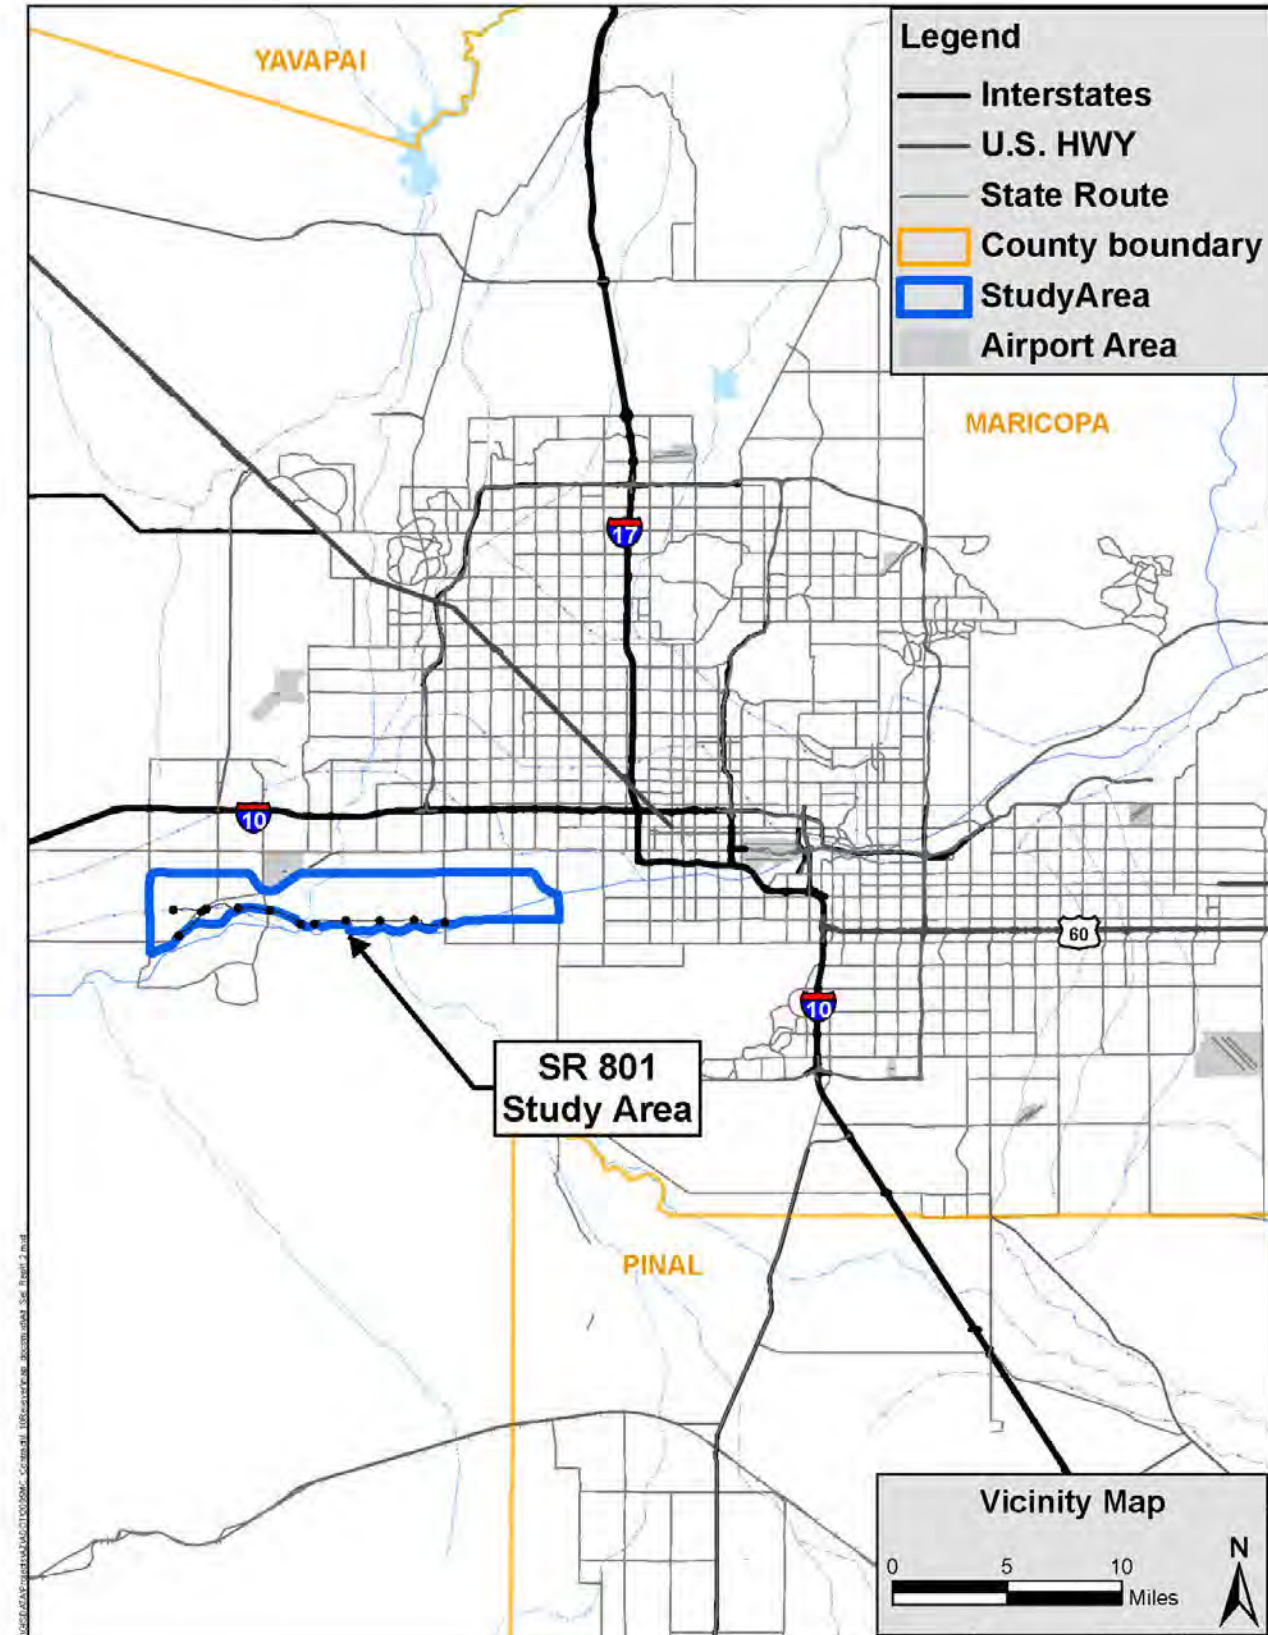 Legend
Interstates
U.S. HWY
State Route
County boundary
StudyArea
Airport Area
YAVAPAI
MARICOPA
17
10
60
10
SR 801
Study Area
PINAL
Vicinity Map
0 5 10
Miles
N